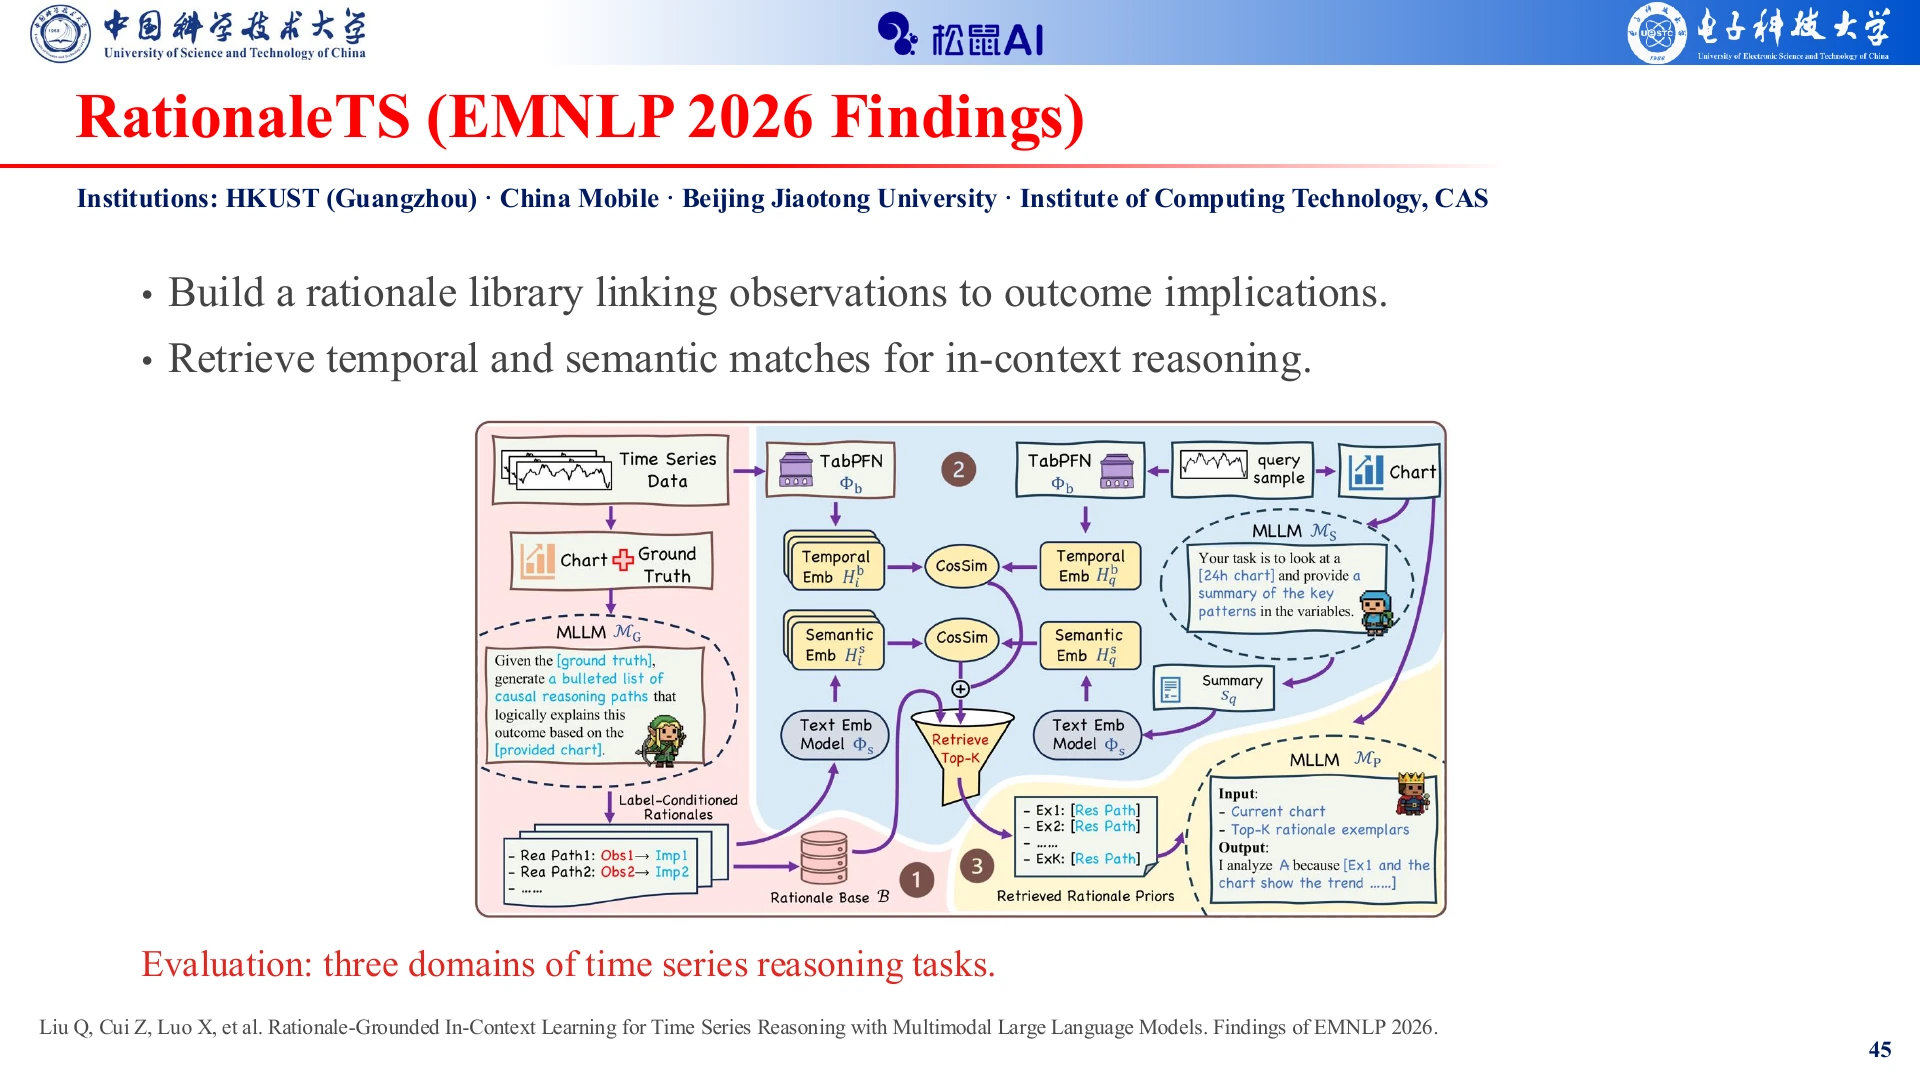 中国科学技术大学
University of Science and Technology of China
松鼠AI
电子科技大学
University of Electronic Science and Technology of China
RationaleTS (EMNLP 2026 Findings)
Institutions: HKUST (Guangzhou) · China Mobile · Beijing Jiaotong University · Institute of Computing Technology, CAS
• Build a rationale library linking observations to outcome implications.
• Retrieve temporal and semantic matches for in-context reasoning.
Time Series
Data
Chart
Ground
Truth
MLLM ℳG
Given the [ground truth],
generate a bulleted list of
causal reasoning paths that
logically explains this
outcome based on the
[provided chart].
Label-Conditioned
Rationales
- Rea Path1: Obs1→ Imp1
- Rea Path2: Obs2→ Imp2
- ......
Rationale Base ℬ
1
TabPFN
Φb
2
TabPFN
Φb
query
sample
Chart
Temporal
Emb Hᵢᵇ
CosSim
Temporal
Emb H_q^b
Semantic
Emb Hᵢˢ
CosSim
Semantic
Emb H_q^s
Text Emb
Model Φs
Retrieve
Top-K
Text Emb
Model Φs
MLLM ℳS
Your task is to look at a
[24h chart] and provide a
summary of the key
patterns in the variables.
Summary
s_q
3
- Ex1: [Res Path]
- Ex2: [Res Path]
- ......
- ExK: [Res Path]
Retrieved Rationale Priors
MLLM ℳP
Input:
- Current chart
- Top-K rationale exemplars
Output:
I analyze A because [Ex1 and the
chart show the trend ......]
Evaluation: three domains of time series reasoning tasks.
Liu Q, Cui Z, Luo X, et al. Rationale-Grounded In-Context Learning for Time Series Reasoning with Multimodal Large Language Models. Findings of EMNLP 2026.
45